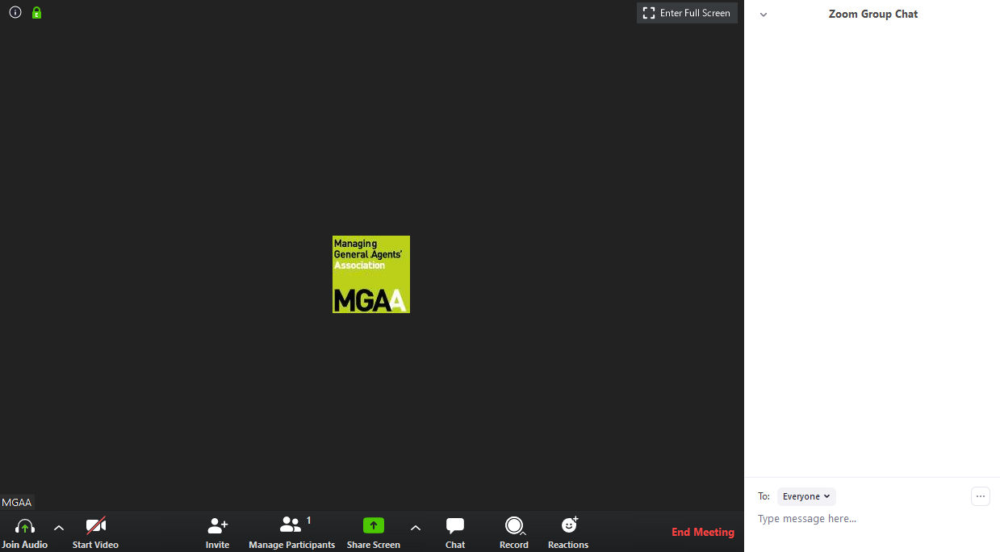 E
Enter Full Screen
Zoom Group Chat
Managing
General Agents'
Association
MGAA
MGAA
To: Everyone
Type message here...
1
Join Audio
Start Video
Invite
Manage Participants
Share Screen
Chat
Record
Reactions
End Meeting